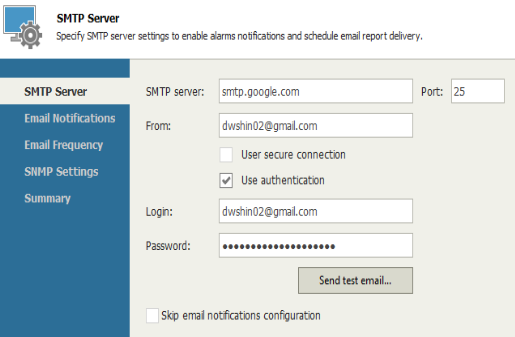 SMTP Server
Specify SMTP server settings to enable alarms notifications and schedule email report delivery.
SMTP Server
Email Notifications
Email Frequency
SNMP Settings
Summary
SMTP server: smtp.google.com Port: 25
From: dwshin02@gmail.com
User secure connection
Use authentication
Login: dwshin02@gmail.com
Password: ••••••••••••••••••••
Send test email...
Skip email notifications configuration